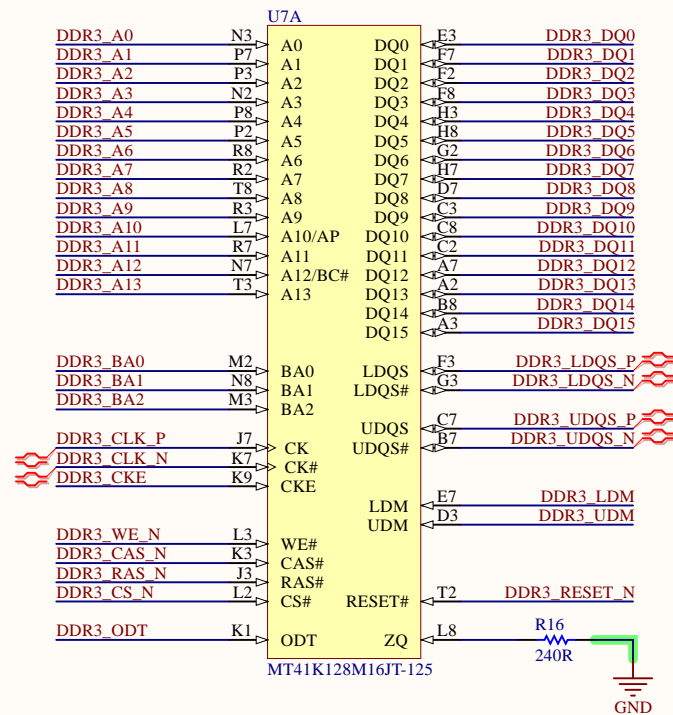 U7A
DDR3_A0 N3 A0 DQ0 E3 DDR3_DQ0
DDR3_A1 P7 A1 DQ1 F7 DDR3_DQ1
DDR3_A2 P3 A2 DQ2 F2 DDR3_DQ2
DDR3_A3 N2 A3 DQ3 F8 DDR3_DQ3
DDR3_A4 P8 A4 DQ4 H3 DDR3_DQ4
DDR3_A5 P2 A5 DQ5 H8 DDR3_DQ5
DDR3_A6 R8 A6 DQ6 G2 DDR3_DQ6
DDR3_A7 R2 A7 DQ7 H7 DDR3_DQ7
DDR3_A8 T8 A8 DQ8 D7 DDR3_DQ8
DDR3_A9 R3 A9 DQ9 C3 DDR3_DQ9
DDR3_A10 L7 A10/AP DQ10 C8 DDR3_DQ10
DDR3_A11 R7 A11 DQ11 C2 DDR3_DQ11
DDR3_A12 N7 A12/BC# DQ12 A7 DDR3_DQ12
DDR3_A13 T3 A13 DQ13 A2 DDR3_DQ13
DQ14 B8 DDR3_DQ14
DQ15 A3 DDR3_DQ15
DDR3_BA0 M2 BA0 LDQS F3 DDR3_LDQS_P
DDR3_BA1 N8 BA1 LDQS# G3 DDR3_LDQS_N
DDR3_BA2 M3 BA2
UDQS C7 DDR3_UDQS_P
DDR3_CLK_P J7 CK UDQS# B7 DDR3_UDQS_N
DDR3_CLK_N K7 CK#
DDR3_CKE K9 CKE
LDM E7 DDR3_LDM
UDM D3 DDR3_UDM
DDR3_WE_N L3 WE#
DDR3_CAS_N K3 CAS#
DDR3_RAS_N J3 RAS#
DDR3_CS_N L2 CS# RESET# T2 DDR3_RESET_N
DDR3_ODT K1 ODT ZQ L8 R16
240R
MT41K128M16JT-125
GND